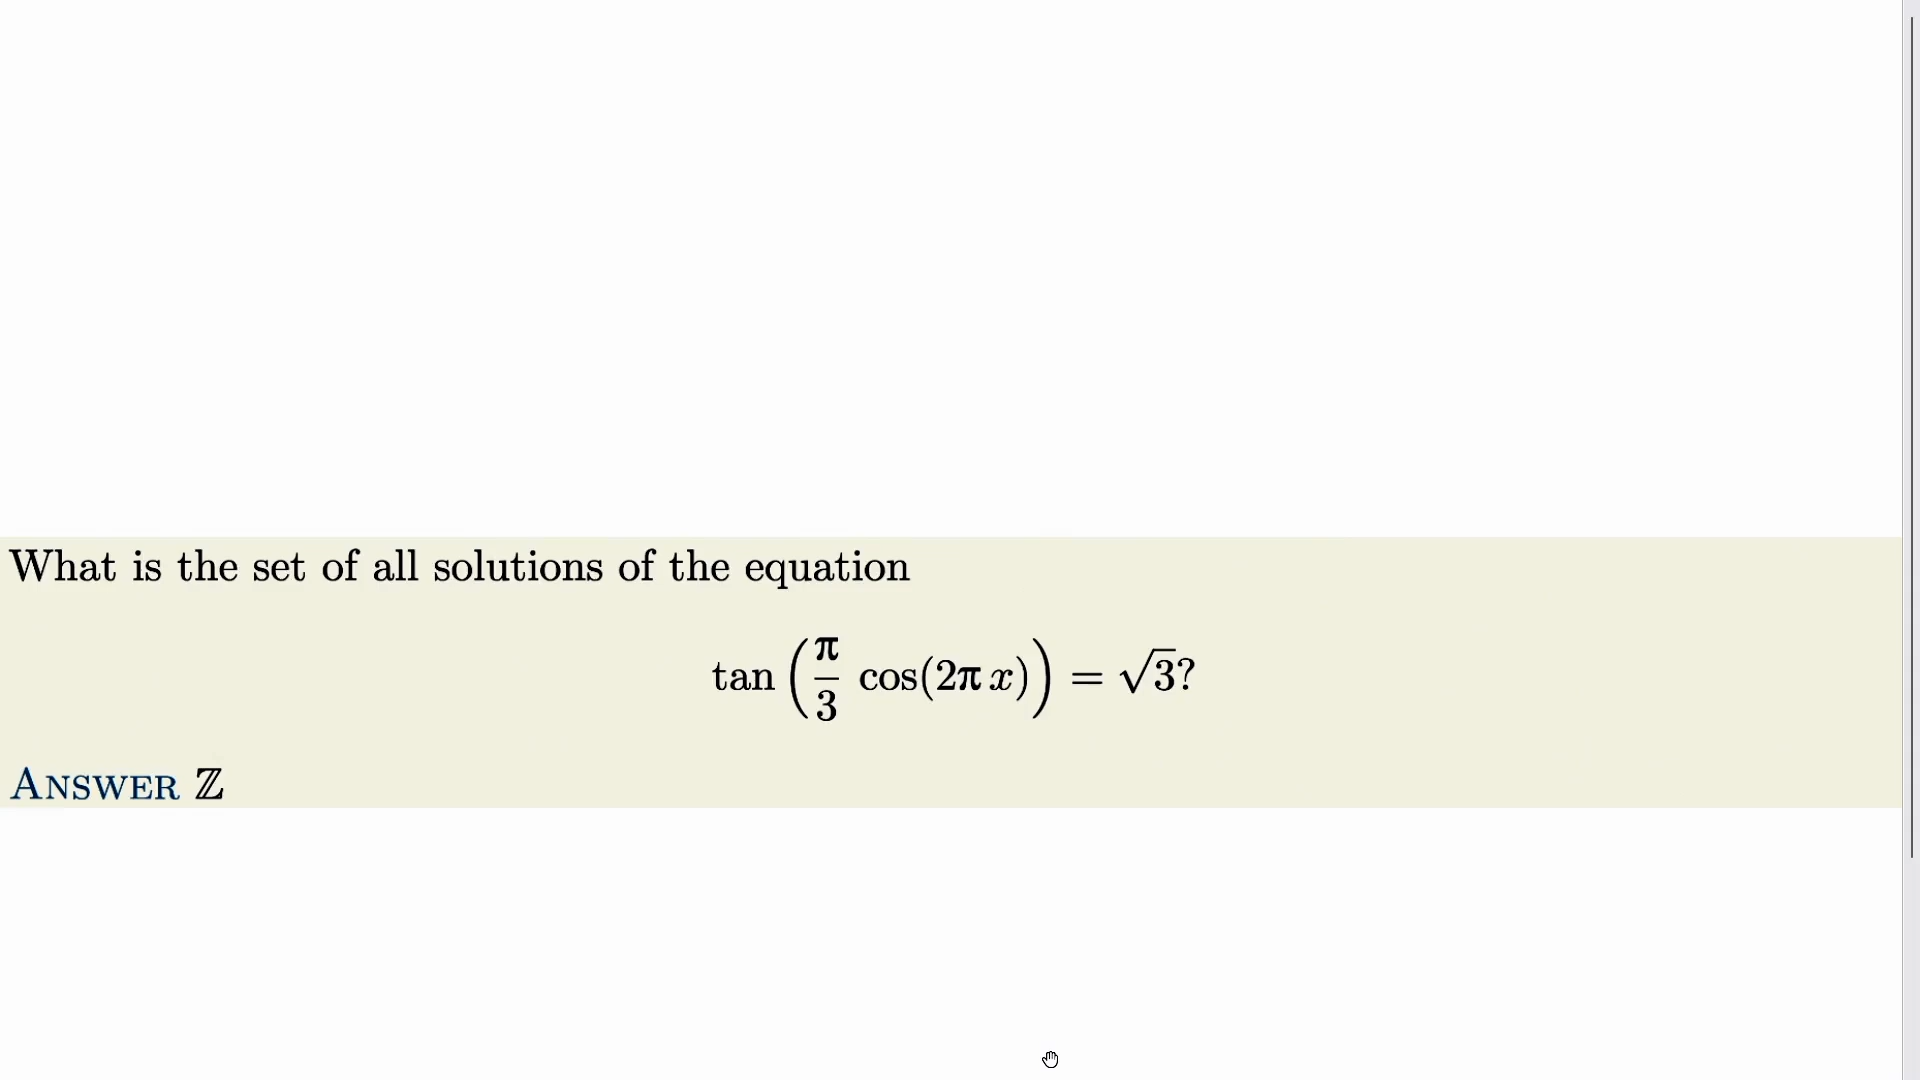 What is the set of all solutions of the equation
tan (π/3 cos(2π x)) = √3?
ANSWER ℤ